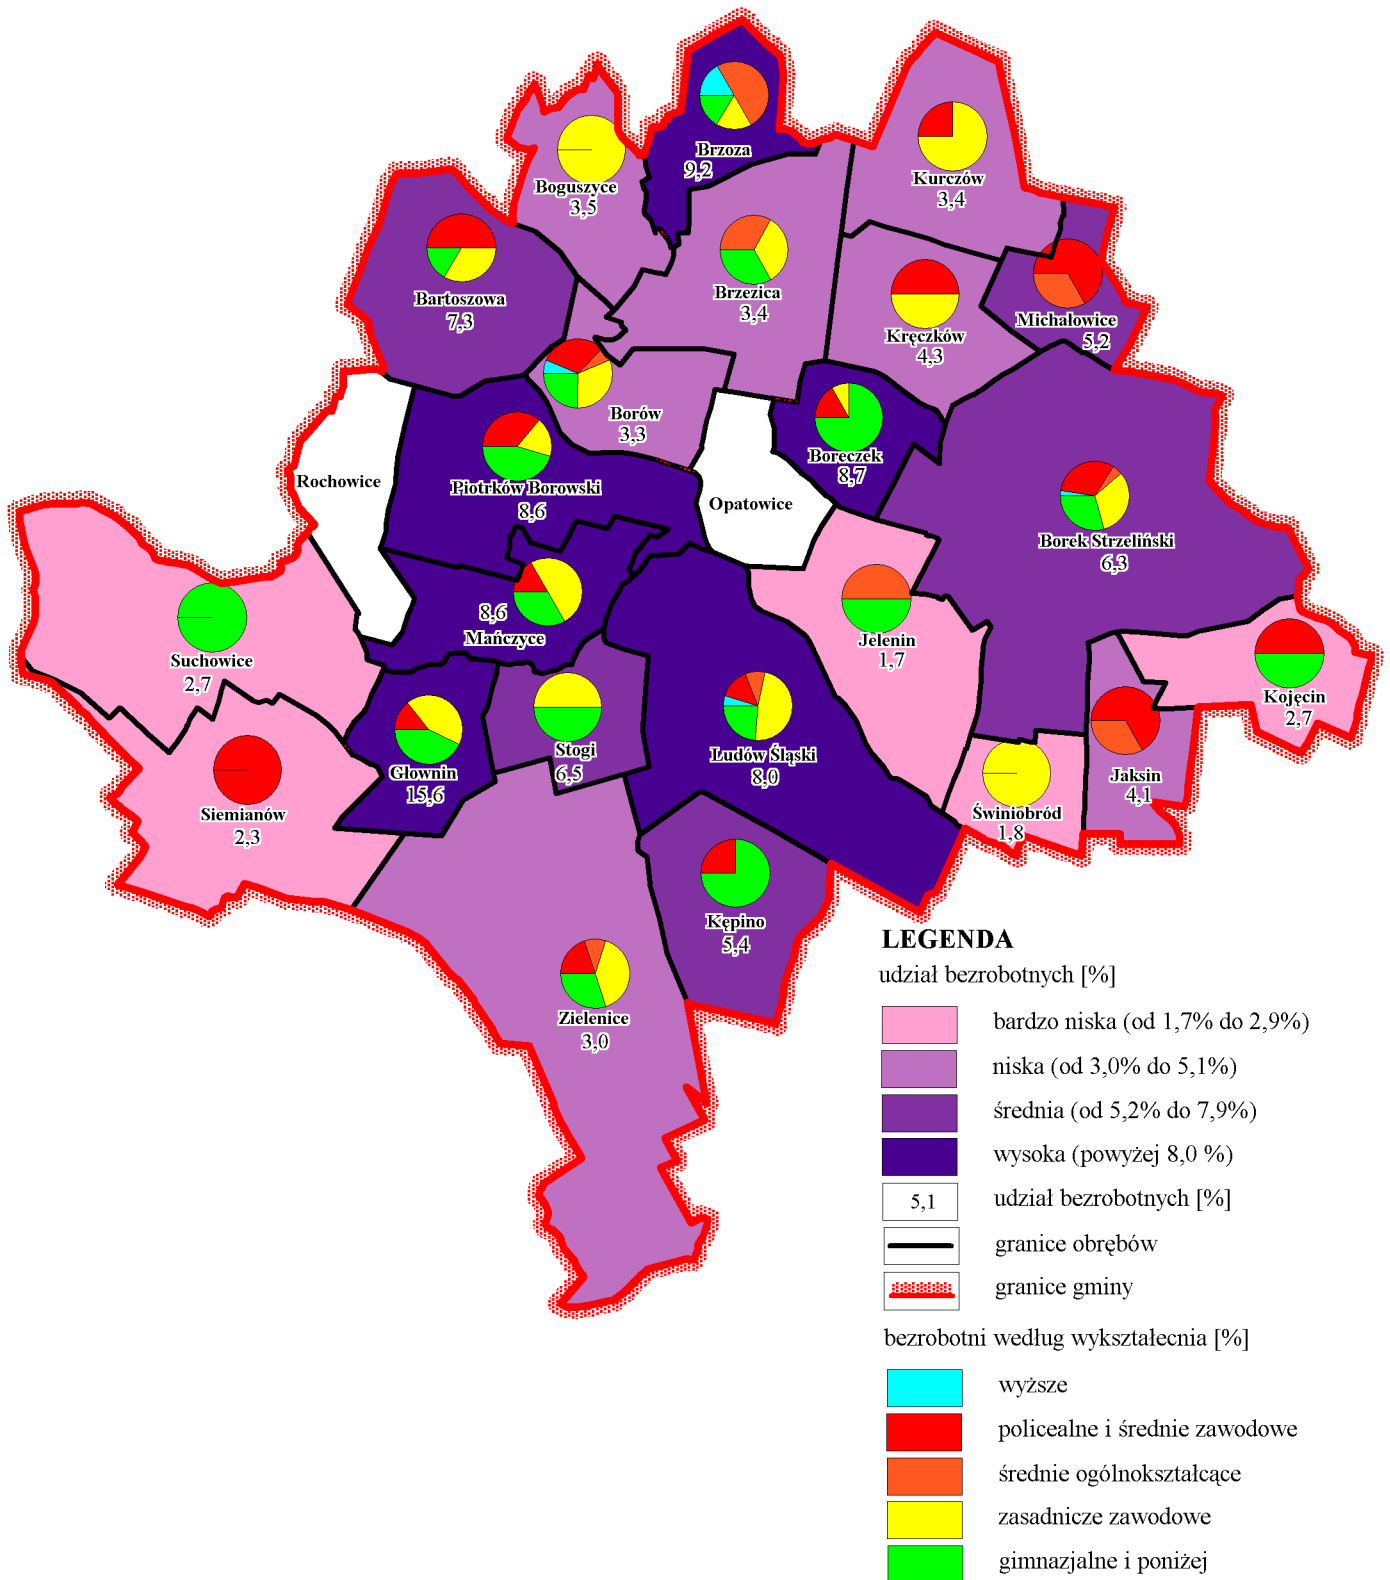 Brzoza
9,2
Kurczów
3,4
Boguszyce
3,5
Bartoszowa
7,3
Brzezica
3,4
Michałowice
5,2
Kręczków
4,3
Borów
3,3
Boreczek
8,7
Rochowice
Piotrków Borowski
8,6
Opatowice
Borek Strzeliński
6,3
8,6
Mańczyce
Jelenin
1,7
Suchowice
2,7
Kojęcin
2,7
Stogi
6,5
Ludów Śląski
8,0
Głownin
15,6
Jaksin
4,1
Siemianów
2,3
Świniobród
1,8
Kępino
5,4
Zielenice
3,0
LEGENDA
udział bezrobotnych [%]
bardzo niska (od 1,7% do 2,9%)
niska (od 3,0% do 5,1%)
średnia (od 5,2% do 7,9%)
wysoka (powyżej 8,0 %)
5,1 udział bezrobotnych [%]
granice obrębów
granice gminy
bezrobotni według wykształecnia [%]
wyższe
policealne i średnie zawodowe
średnie ogólnokształcące
zasadnicze zawodowe
gimnazjalne i poniżej